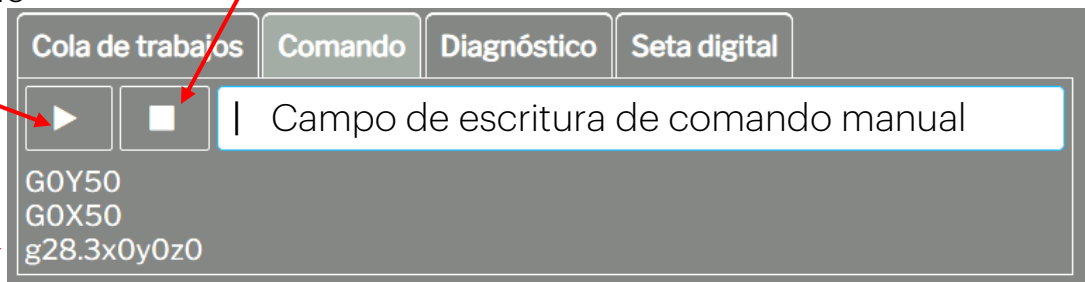 Cola de trabajos Comando Diagnóstico Seta digital
Campo de escritura de comando manual
G0Y50
G0X50
g28.3x0y0z0